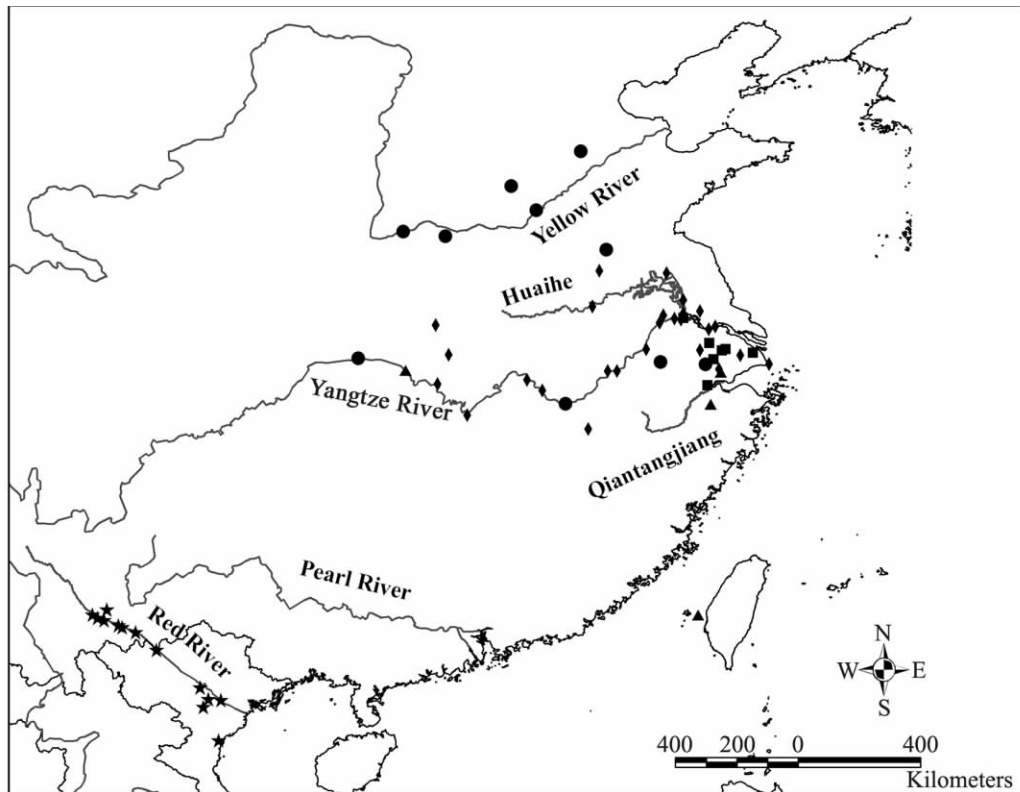 Yellow River
Huaihe
Yangtze River
Qiantangjiang
Pearl River
Red River
N
W E
S
400 200 0 400
Kilometers